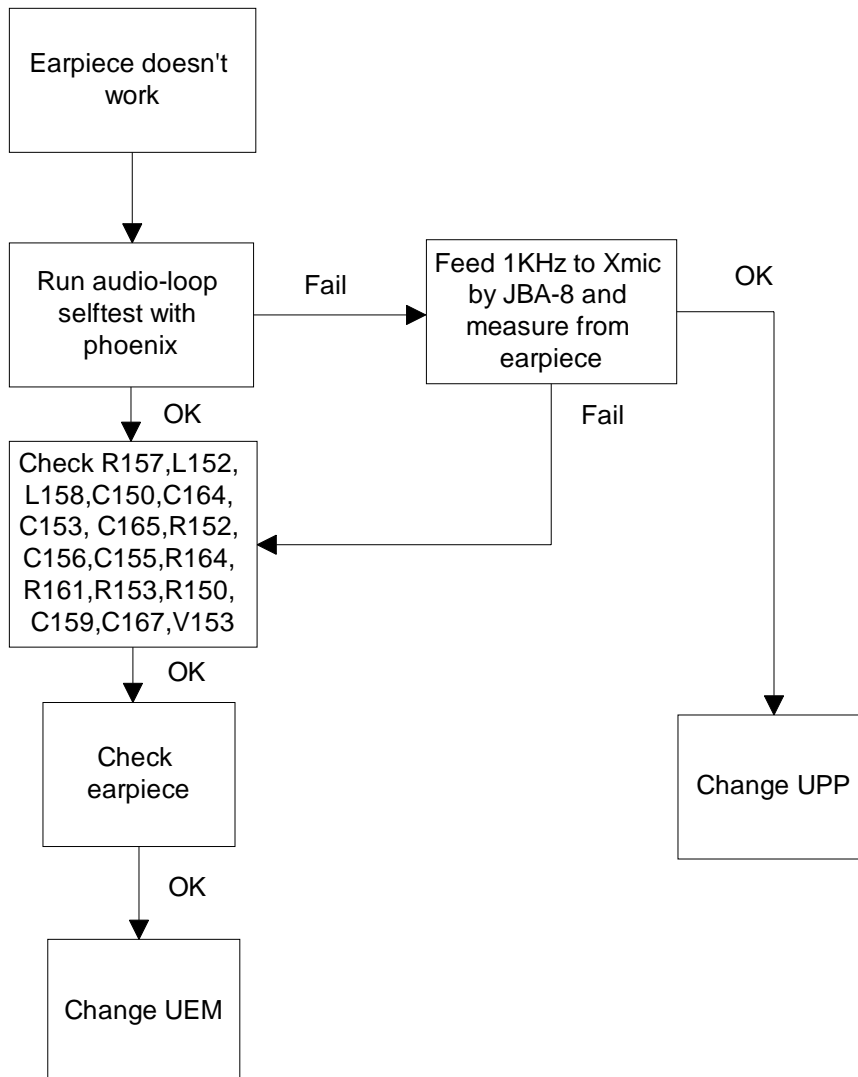 Earpiece doesn't
work
Run audio-loop
selftest with
phoenix
Fail
Feed 1KHz to Xmic
by JBA-8 and
measure from
earpiece
OK
OK
Fail
Check R157,L152,
L158,C150,C164,
C153, C165,R152,
C156,C155,R164,
R161,R153,R150,
C159,C167,V153
OK
Check
earpiece
Change UPP
OK
Change UEM